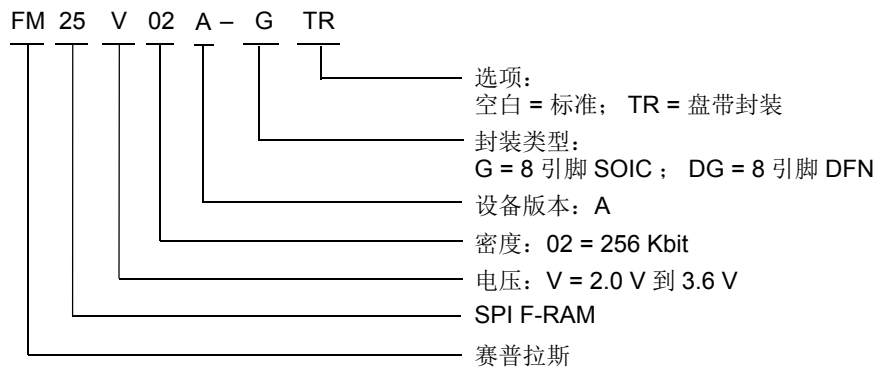 FM 25 V 02 A – G TR
选项：
空白 = 标准； TR = 盘带封装
封装类型：
G = 8 引脚 SOIC ； DG = 8 引脚 DFN
设备版本：A
密度：02 = 256 Kbit
电压：V = 2.0 V 到 3.6 V
SPI F-RAM
赛普拉斯